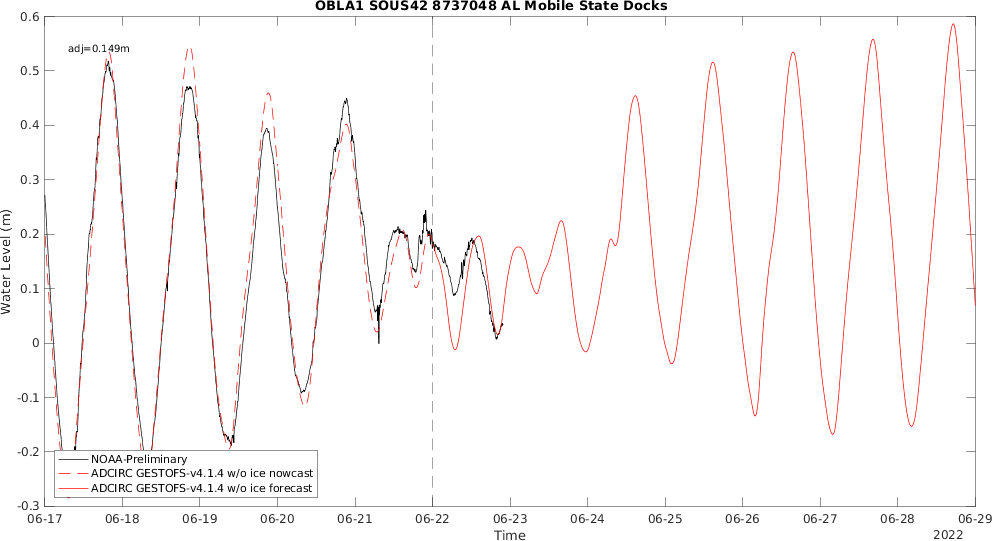 OBLA1 SOUS42 8737048 AL Mobile State Docks
adj=0.149m
0.6
0.5
0.4
0.3
0.2
0.1
0
-0.1
-0.2
-0.3
Water Level (m)
NOAA-Preliminary
ADCIRC GESTOFS-v4.1.4 w/o ice nowcast
ADCIRC GESTOFS-v4.1.4 w/o ice forecast
06-17 06-18 06-19 06-20 06-21 06-22 06-23 06-24 06-25 06-26 06-27 06-28 06-29
Time
2022